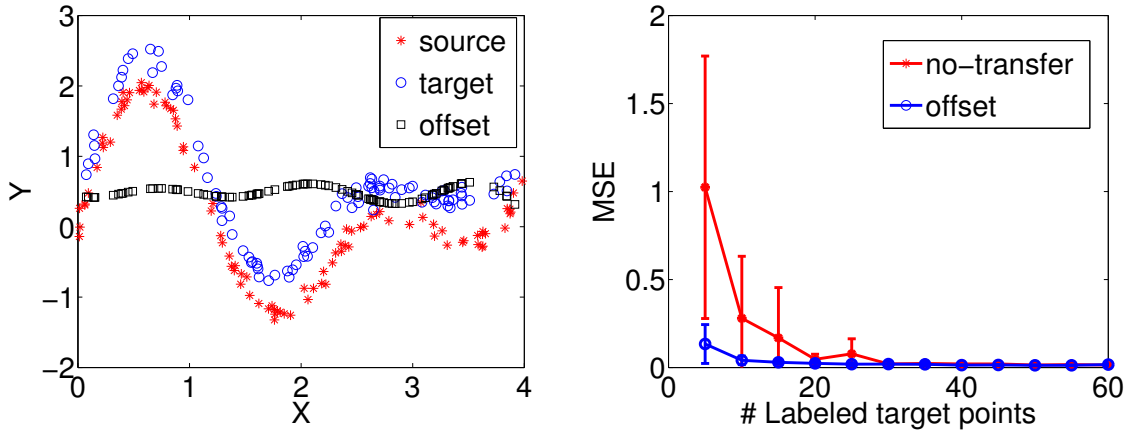 3
2
1
0
−1
−2
Y
0
1
2
3
4
X
source
target
offset
2
1.5
1
0.5
0
MSE
0
20
40
60
# Labeled target points
no-transfer
offset